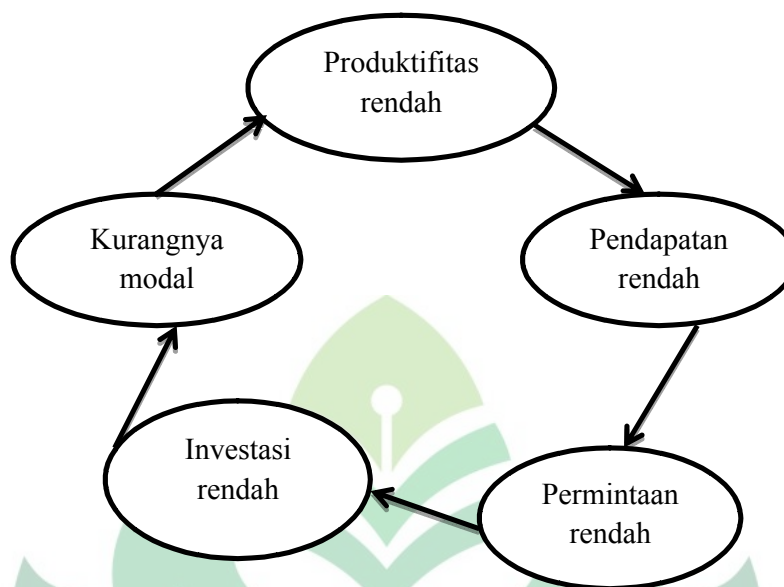 Produktifitas
rendah
Pendapatan
rendah
Permintaan
rendah
Investasi
rendah
Kurangnya
modal